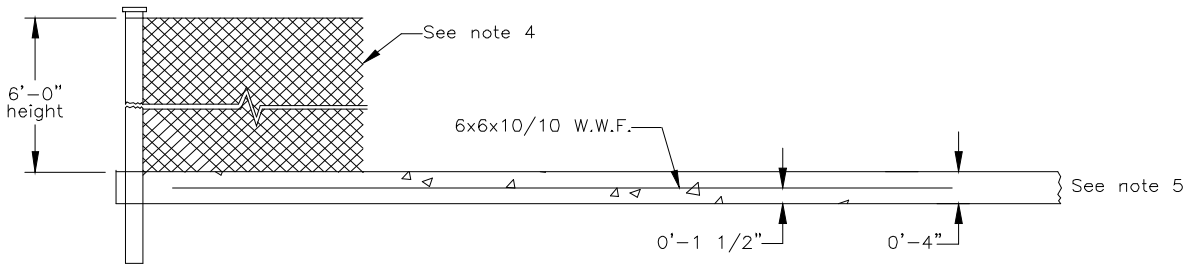 See note 4
6'-0"
height
6x6x10/10 W.W.F.
See note 5
0'-1 1/2"
0'-4"